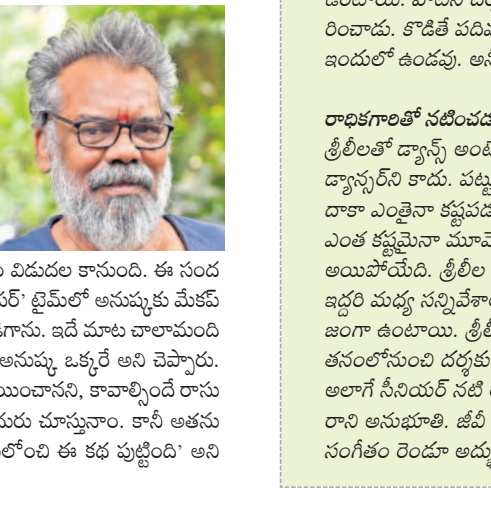 విడుదల కానుంది. ఈ సంద
పర్' టైమ్‌లో అనుష్కకు మేకప్
డిగాను. ఇదే మాట చాలామంది
అనుష్క ఒక్కరే అని చెప్పారు.
యించానని, కావాల్సిందే రాసు
దురు చూస్తునాం. కానీ అతను
లోంచి ఈ కథ పుట్టింది' అని
రించాడు. కొడితే పదిమ
ఇందులో ఉండవు. అన
రాధికగారితో నటించడ
శ్రీలీలతో డ్యాన్స్ అంటే
డ్యాన్సర్‌ని కాదు. పట్టు
దాకా ఎంతైనా కష్టపడ
ఎంత కష్టమైనా మూవ్
అయిపోయేది. శ్రీలీల
ఇద్దరి మధ్య సన్నివేశా
జంగా ఉంటాయి. శ్రీలీ
తనంలోనుంచి దర్శకు
అలాగే సీనియర్ నటి
రాని అనుభూతి. జీవీ
సంగీతం రెండూ అద్భు